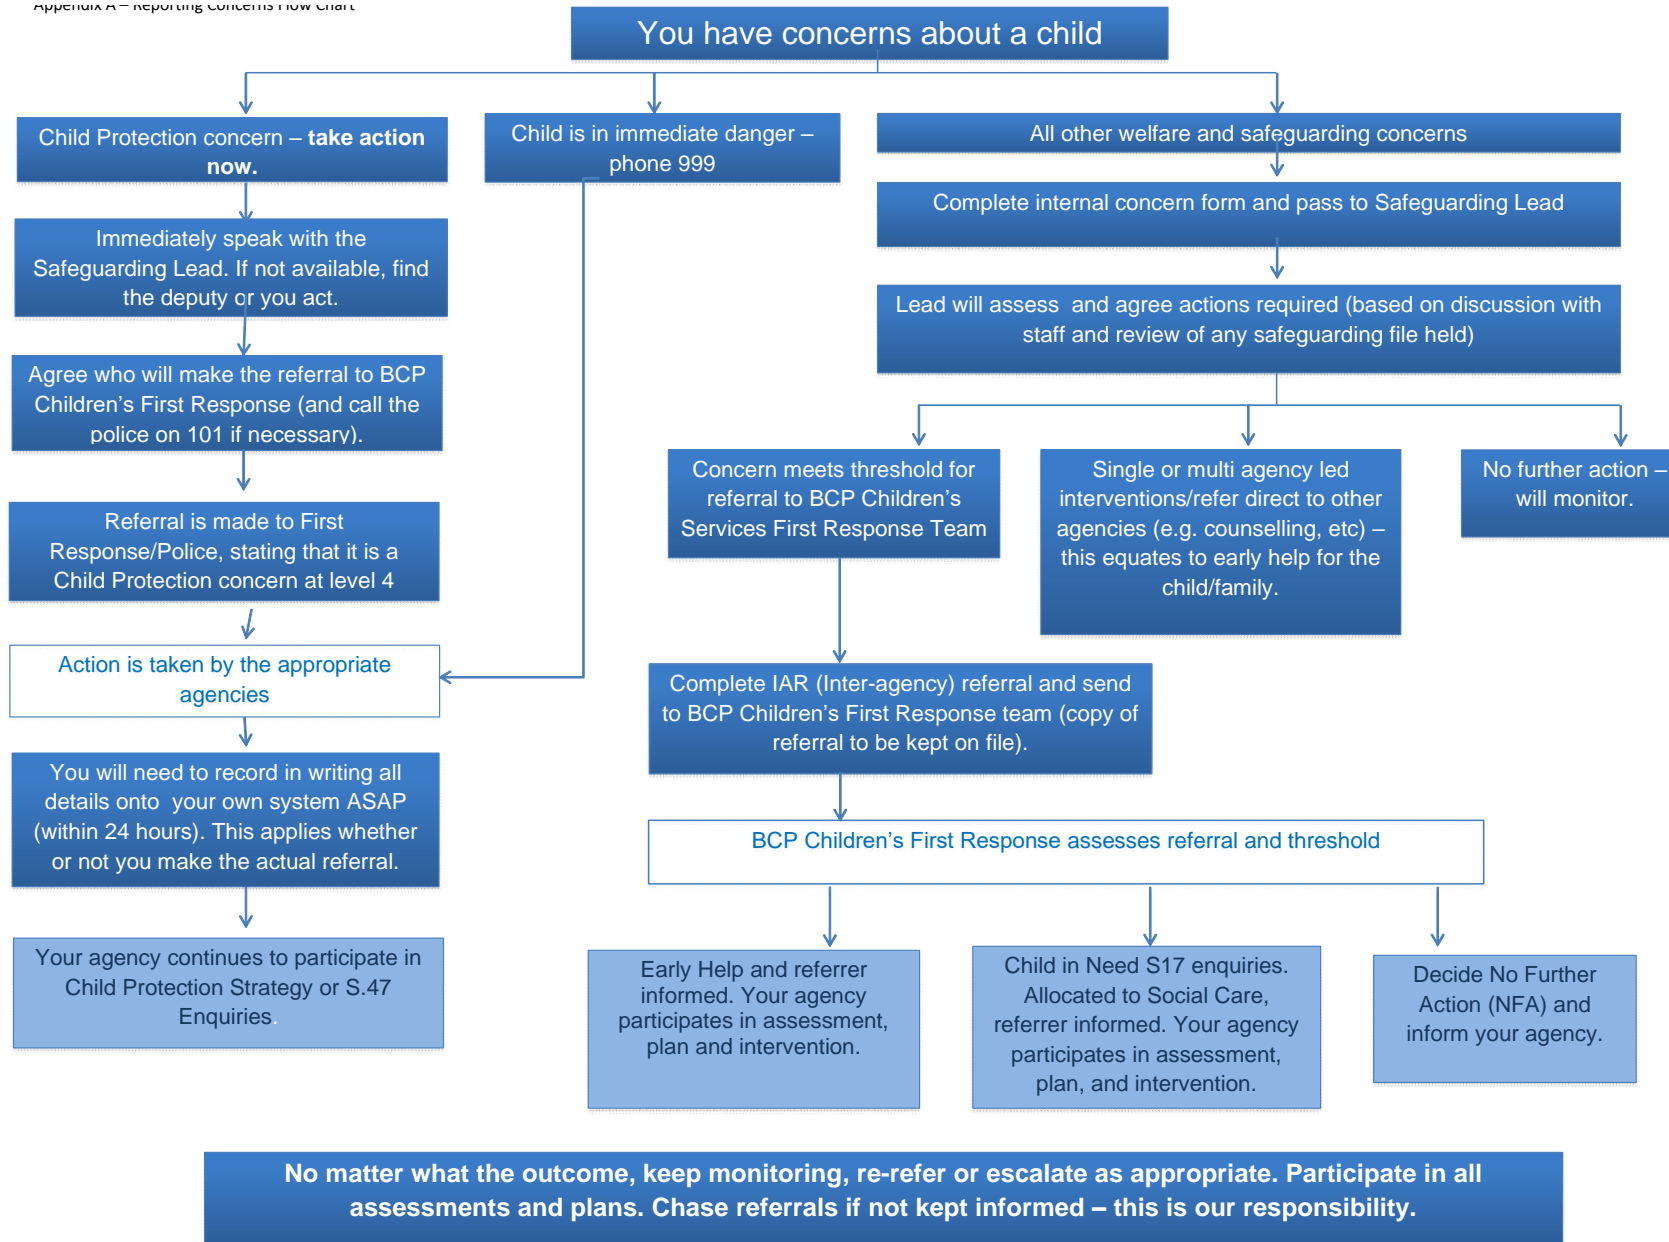 Appendix A – Reporting Concerns Flow Chart
You have concerns about a child
Child Protection concern – take action
now.
Child is in immediate danger –
phone 999
All other welfare and safeguarding concerns
Complete internal concern form and pass to Safeguarding Lead
Immediately speak with the
Safeguarding Lead. If not available, find
the deputy or you act.
Lead will assess and agree actions required (based on discussion with
staff and review of any safeguarding file held)
Agree who will make the referral to BCP
Children’s First Response (and call the
police on 101 if necessary).
Concern meets threshold for
referral to BCP Children’s
Services First Response Team
Single or multi agency led
interventions/refer direct to other
agencies (e.g. counselling, etc) –
this equates to early help for the
child/family.
No further action –
will monitor.
Referral is made to First
Response/Police, stating that it is a
Child Protection concern at level 4
Action is taken by the appropriate
agencies
Complete IAR (Inter-agency) referral and send
to BCP Children’s First Response team (copy of
referral to be kept on file).
You will need to record in writing all
details onto your own system ASAP
(within 24 hours). This applies whether
or not you make the actual referral.
BCP Children’s First Response assesses referral and threshold
Your agency continues to participate in
Child Protection Strategy or S.47
Enquiries.
Early Help and referrer
informed. Your agency
participates in assessment,
plan and intervention.
Child in Need S17 enquiries.
Allocated to Social Care,
referrer informed. Your agency
participates in assessment,
plan, and intervention.
Decide No Further
Action (NFA) and
inform your agency.
No matter what the outcome, keep monitoring, re-refer or escalate as appropriate. Participate in all
assessments and plans. Chase referrals if not kept informed – this is our responsibility.